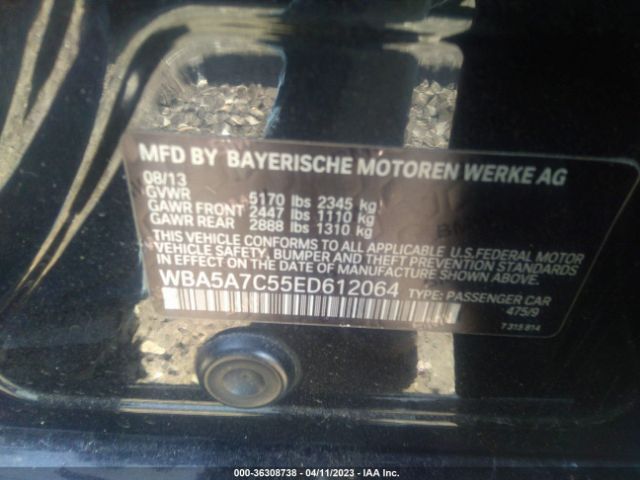 MFD BY BAYERISCHE MOTOREN WERKE AG
08/13
GVWR 5170 lbs 2345 kg
GAWR FRONT 2447 lbs 1110 kg
GAWR REAR 2888 lbs 1310 kg
THIS VEHICLE CONFORMS TO ALL APPLICABLE U.S.FEDERAL MOTOR
VEHICLE SAFETY, BUMPER AND THEFT PREVENTION STANDARDS
IN EFFECT ON THE DATE OF MANUFACTURE SHOWN ABOVE.
WBA5A7C55ED612064 TYPE: PASSENGER CAR
475/9
7 315 814
000-36308738 - 04/11/2023 - IAA Inc.